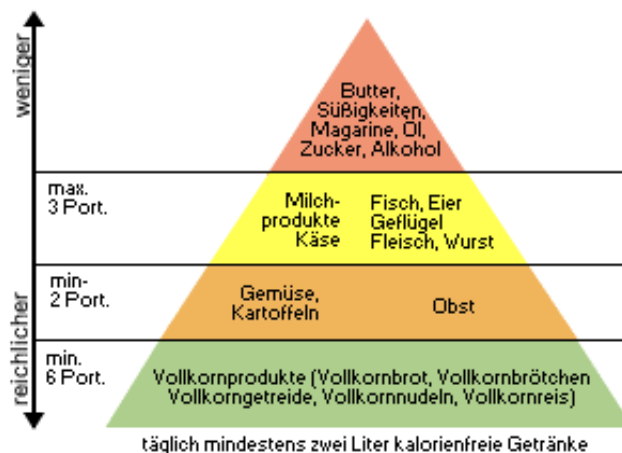 weniger
reichlicher
Butter,
Süßigkeiten,
Magarine, Öl,
Zucker, Alkohol
max.
3 Port.
Milch-
produkte
Käse
Fisch, Eier
Geflügel
Fleisch, Wurst
min-
2 Port.
Gemüse,
Kartoffeln
Obst
min.
6 Port.
Vollkornprodukte (Vollkornbrot, Vollkornbrötchen
Vollkorngetreide, Vollkornnudeln, Vollkornreis)
täglich mindestens zwei Liter kalorienfreie Getränke